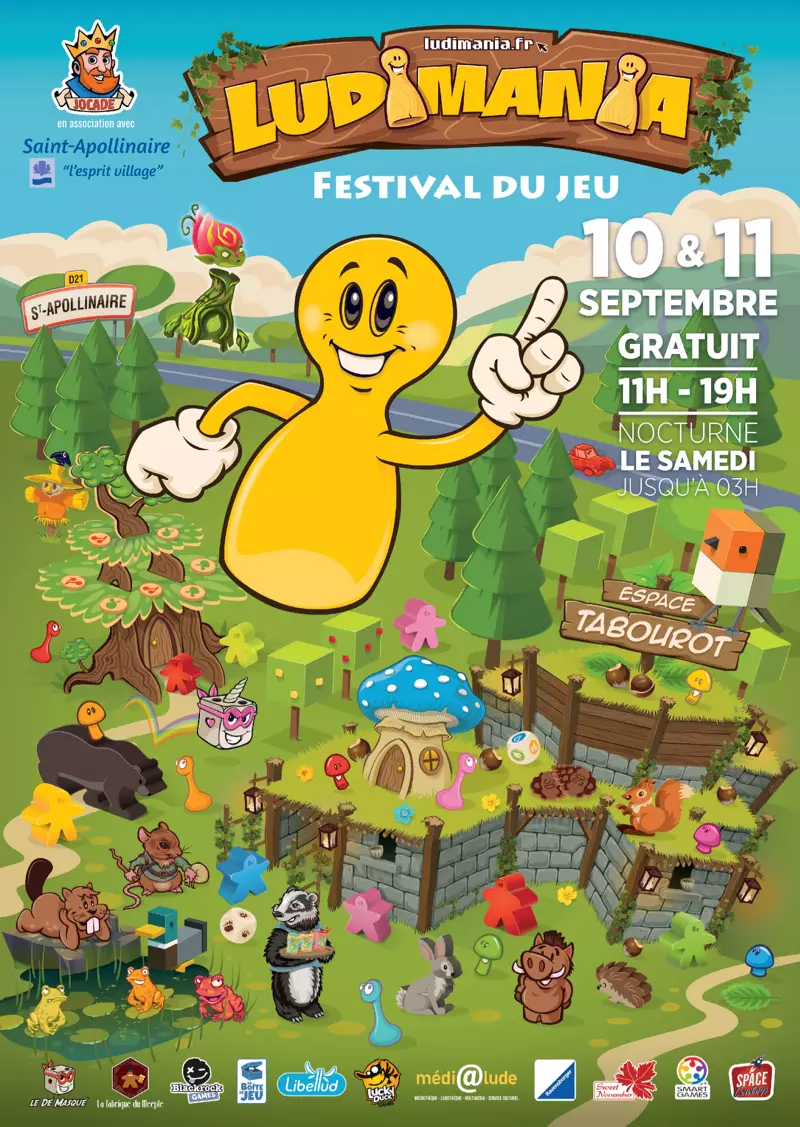 JOCADE
en association avec
Saint-Apollinaire
"l'esprit village"
ludimania.fr
LUDIMANIA
FESTIVAL DU JEU
10 & 11
SEPTEMBRE
GRATUIT
11H - 19H
NOCTURNE
LE SAMEDI
JUSQU'À 03H
D21
ST-APOLLINAIRE
ESPACE
TABOUROT
LE DÉ MASQUÉ
La Fabrique du Meeple
Blackrock
GAMES
LA
BOÎTE
DE JEU
Libellud
LUCKY
DUCK
GAMES
médi@lude
MÉDIATHÈQUE - LUDOTHÈQUE - MULTIMÉDIA - SERVICE CULTUREL
Ravensburger
Sweet
November
SMART
GAMES
SPACE
Cowboys